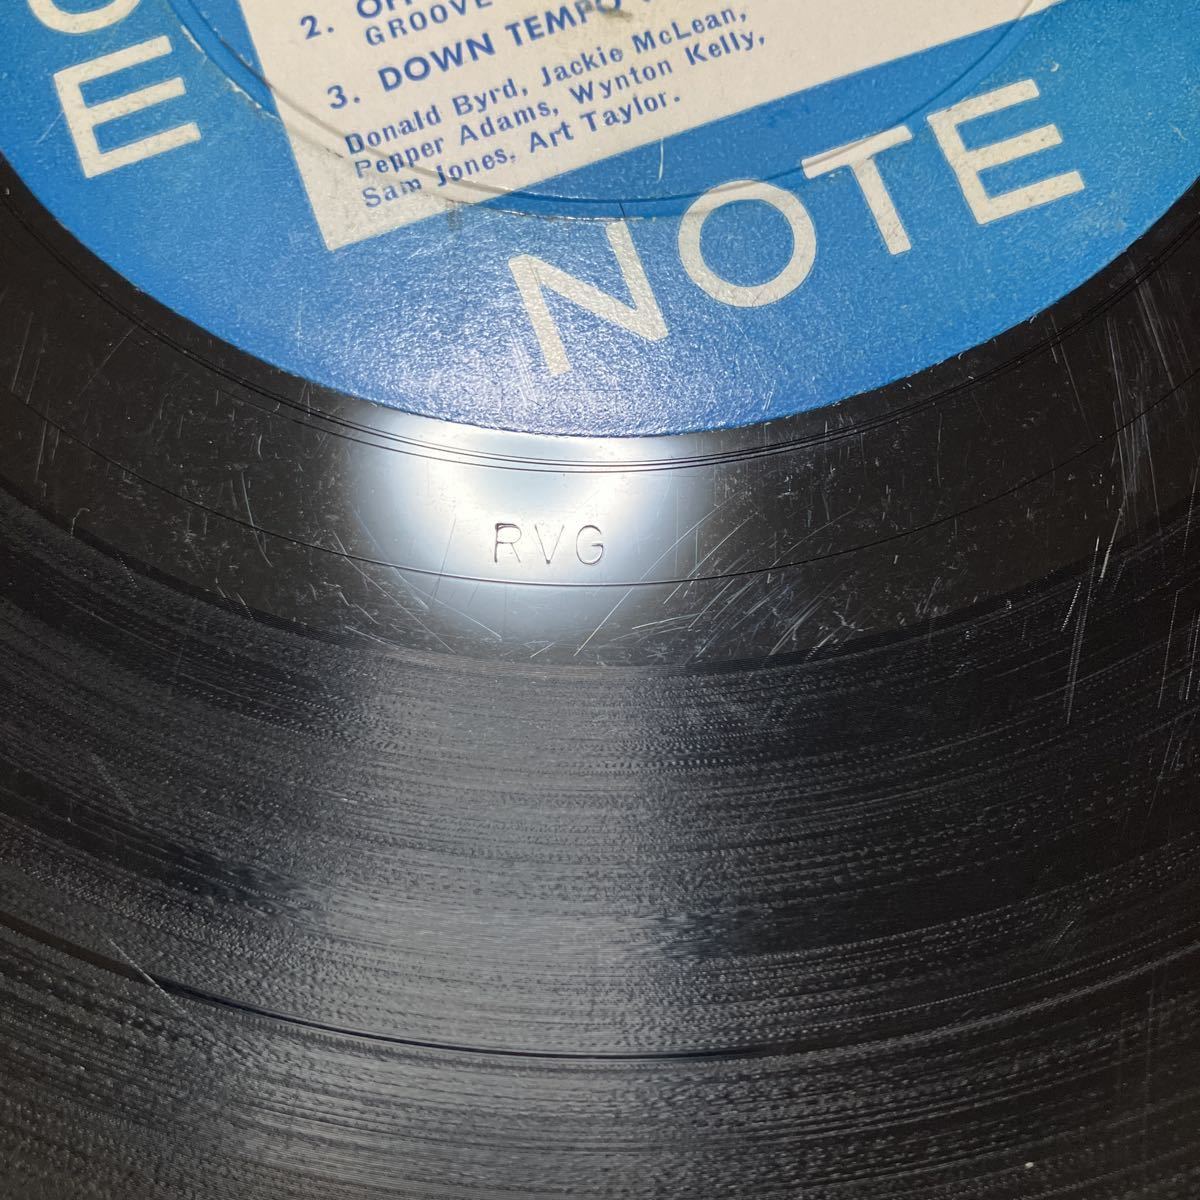 2.
GROOVE
3. DOWN TEMPO
Donald Byrd, Jackie McLean,
Pepper Adams, Wynton Kelly,
Sam Jones, Art Taylor.
E
NOTE
RVG